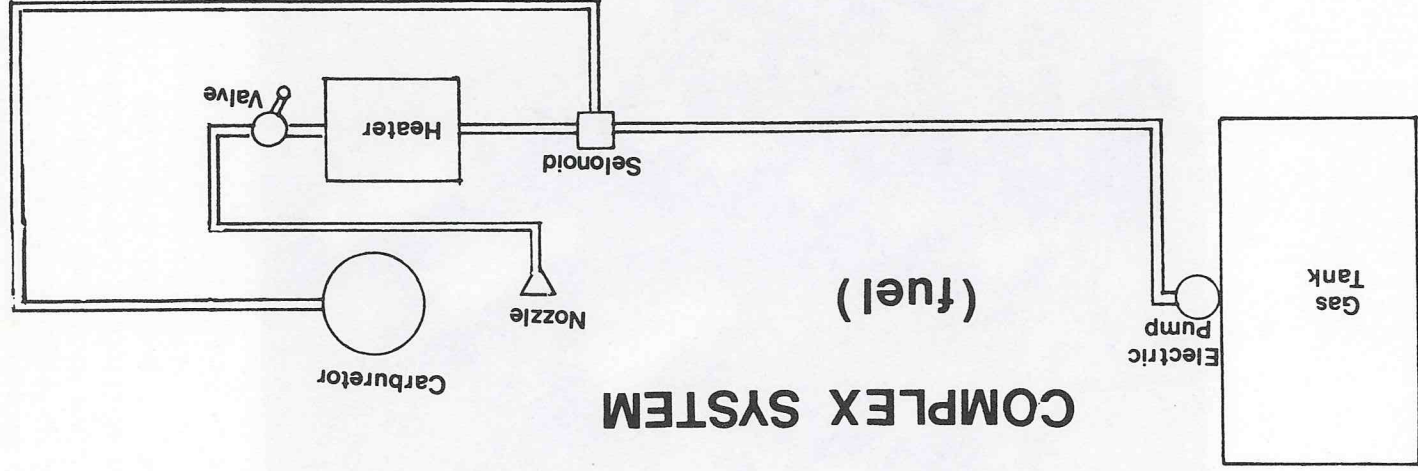 COMPLEX SYSTEM
(fuel)
Gas
Tank
Electric
Pump
Carburetor
Nozzle
Selonoid
Heater
Valve